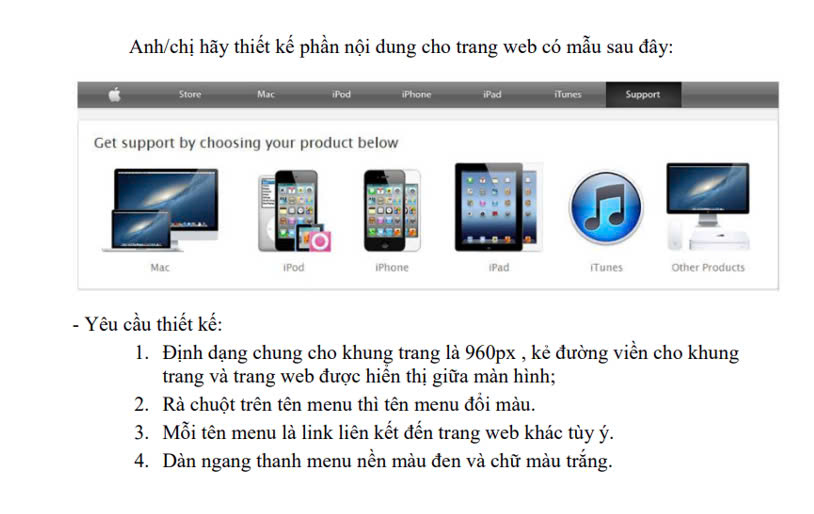 Anh/chị hãy thiết kế phần nội dung cho trang web có mẫu sau đây:
Store Mac iPod iPhone iPad iTunes Support
Get support by choosing your product below
Mac iPod iPhone iPad iTunes Other Products
- Yêu cầu thiết kế:
1. Định dạng chung cho khung trang là 960px , kẻ đường viền cho khung
trang và trang web được hiển thị giữa màn hình;
2. Rà chuột trên tên menu thì tên menu đổi màu.
3. Mỗi tên menu là link liên kết đến trang web khác tùy ý.
4. Dàn ngang thanh menu nền màu đen và chữ màu trắng.